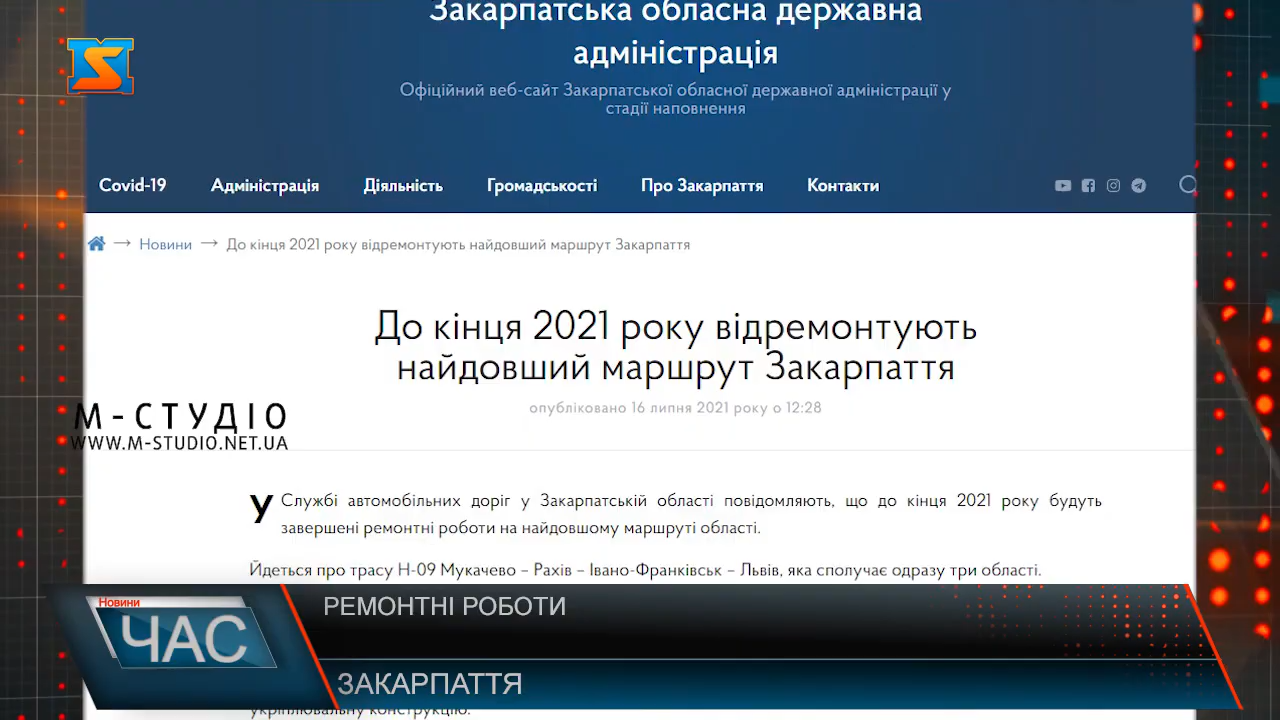 Закарпатська обласна державна
адміністрація
Офіційний веб-сайт Закарпатської обласної державної адміністрації у
стадії наповнення
Covid-19 Адміністрація Діяльність Громадськості Про Закарпаття Контакти
→ Новини → До кінця 2021 року відремонтують найдовший маршрут Закарпаття
До кінця 2021 року відремонтують
найдовший маршрут Закарпаття
опубліковано 16 липня 2021 року о 12:28
М-СТУДІО
WWW.M-STUDIO.NET.UA
У Службі автомобільних доріг у Закарпатській області повідомляють, що до кінця 2021 року будуть
завершені ремонтні роботи на найдовшому маршруті області.
Йдеться про трасу Н-09 Мукачево – Рахів – Івано-Франківськ – Львів, яка сполучає одразу три області.
Новини
ЧАС
РЕМОНТНІ РОБОТИ
ЗАКАРПАТТЯ
укріплювальну конструкцію.